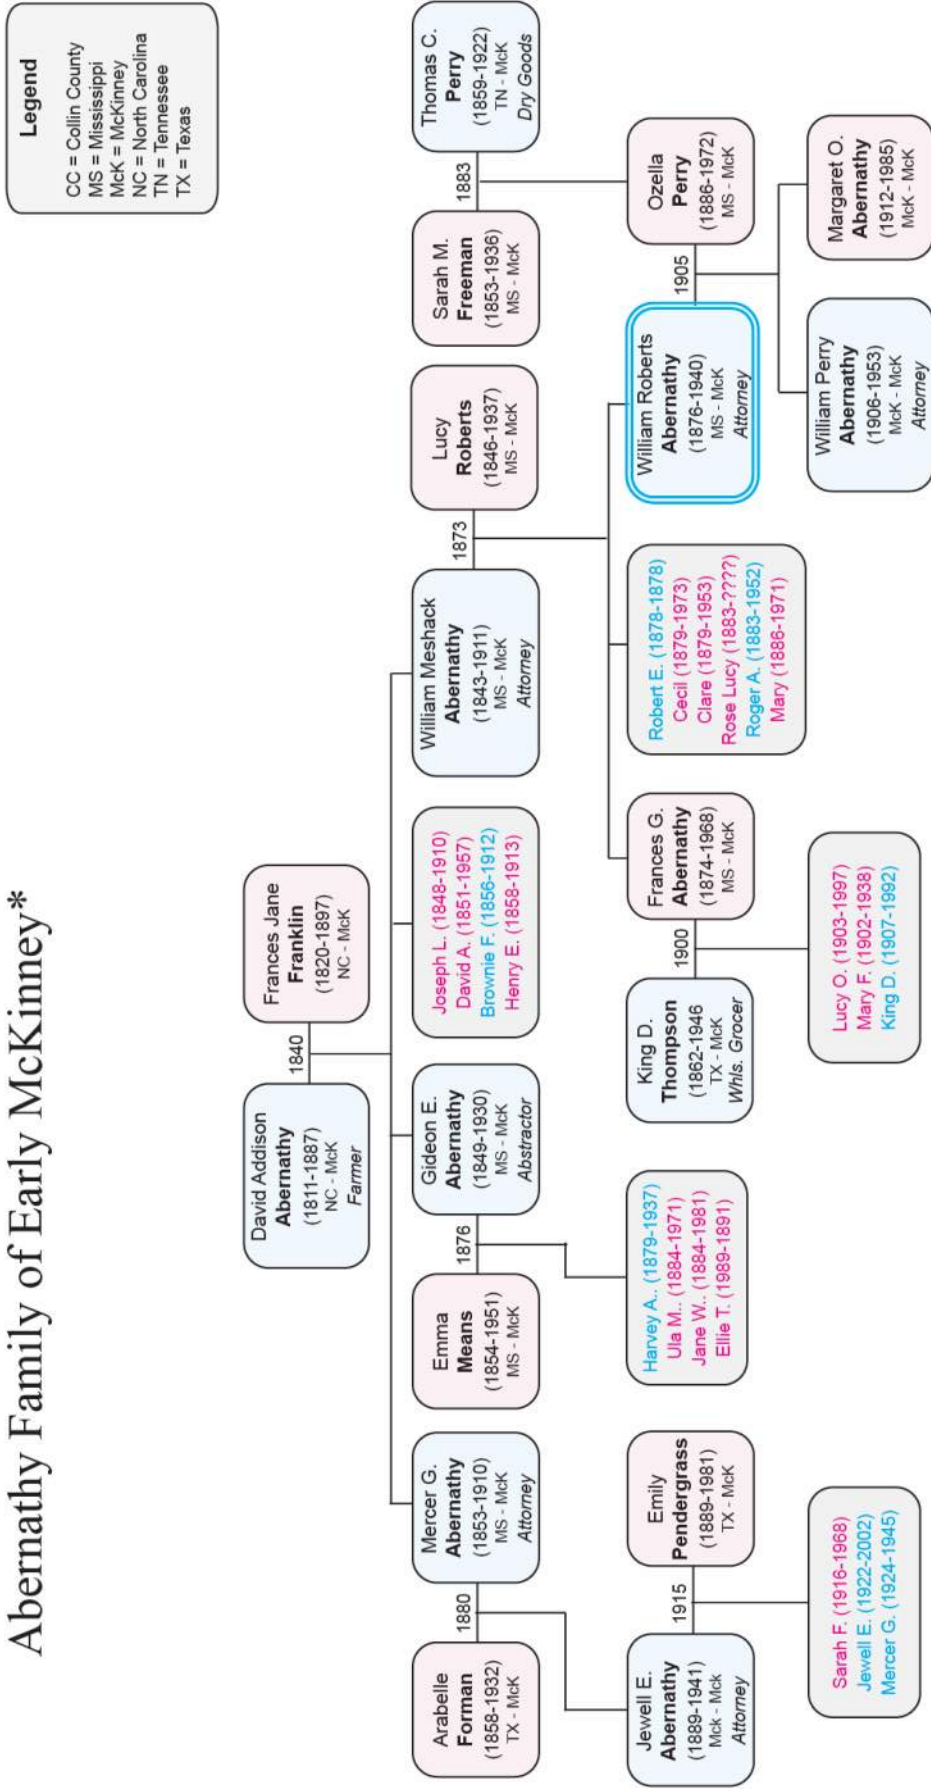 Abernathy Family of Early McKinney*
Legend
CC = Collin County
MS = Mississippi
McK = McKinney
NC = North Carolina
TN = Tennessee
TX = Texas
David Addison
Abernathy
(1811-1887)
NC - McK
Farmer
1840
Frances Jane
Franklin
(1820-1897)
NC - McK
Arabelle
Forman
(1858-1932)
TX - McK
1880
Mercer G.
Abernathy
(1853-1910)
MS - McK
Attorney
Emma
Means
(1854-1951)
MS - McK
1876
Gideon E.
Abernathy
(1849-1930)
MS - McK
Abstractor
Joseph L. (1848-1910)
David A. (1851-1957)
Brownie F. (1856-1912)
Henry E. (1858-1913)
William Meshack
Abernathy
(1843-1911)
MS - McK
Attorney
1873
Lucy
Roberts
(1846-1937)
MS - McK
Sarah M.
Freeman
(1853-1936)
MS - McK
1883
Thomas C.
Perry
(1859-1922)
TN - McK
Dry Goods
Jewell E.
Abernathy
(1889-1941)
Mck - Mck
Attorney
1915
Emily
Pendergrass
(1889-1981)
TX - McK
Harvey A.. (1879-1937)
Ula M.. (1884-1971)
Jane W.. (1884-1981)
Ellie T. (1989-1891)
King D.
Thompson
(1862-1946
TX - McK
Whls. Grocer
1900
Frances G.
Abernathy
(1874-1968)
MS - McK
Robert E. (1878-1878)
Cecil (1879-1973)
Clare (1879-1953)
Rose Lucy (1883-????)
Roger A. (1883-1952)
Mary (1886-1971)
William Roberts
Abernathy
(1876-1940)
MS - McK
Attorney
1905
Ozella
Perry
(1886-1972)
MS - McK
Sarah F. (1916-1968)
Jewell E. (1922-2002)
Mercer G. (1924-1945)
Lucy O. (1903-1997)
Mary F. (1902-1938)
King D. (1907-1992)
William Perry
Abernathy
(1906-1953)
McK - McK
Attorney
Margaret O.
Abernathy
(1912-1985)
McK - McK